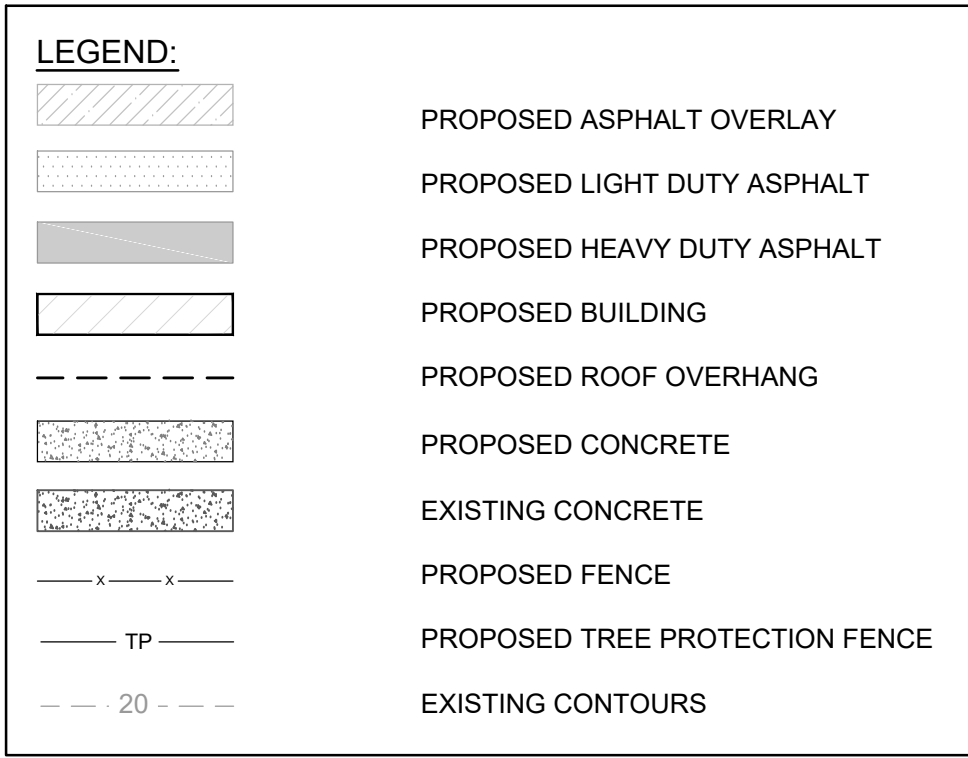 LEGEND:
PROPOSED ASPHALT OVERLAY
PROPOSED LIGHT DUTY ASPHALT
PROPOSED HEAVY DUTY ASPHALT
PROPOSED BUILDING
PROPOSED ROOF OVERHANG
PROPOSED CONCRETE
EXISTING CONCRETE
x x PROPOSED FENCE
TP PROPOSED TREE PROTECTION FENCE
20 EXISTING CONTOURS